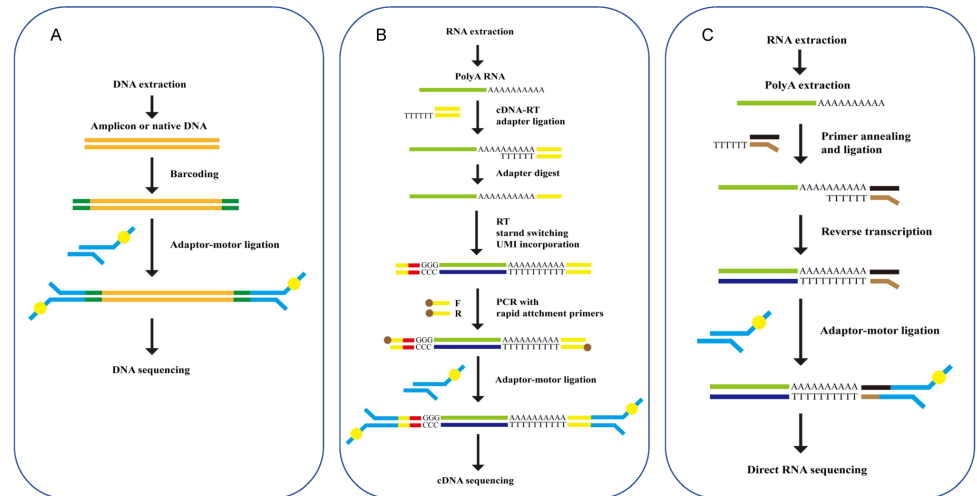 A
DNA extraction
Amplicon or native DNA
Barcoding
Adaptor-motor ligation
DNA sequencing
B
RNA extraction
PolyA RNA
AAAAAAAAAA
TTTTTT
cDNA-RT
adapter ligation
AAAAAAAAAA
TTTTTT
Adapter digest
AAAAAAAAAA
RT
starnd switching
UMI incorporation
GGG AAAAAAAAAA
CCC TTTTTTTTTT
F
R
PCR with
rapid attchment primers
GGG AAAAAAAAAA
CCC TTTTTTTTTT
Adaptor-motor ligation
GGG AAAAAAAAAA
CCC TTTTTTTTTT
cDNA sequencing
C
RNA extraction
PolyA extraction
AAAAAAAAAA
TTTTTT
Primer annealing
and ligation
AAAAAAAAAA
TTTTTT
Reverse transcription
AAAAAAAAAA
TTTTTTTTTT
Adaptor-motor ligation
AAAAAAAAAA
TTTTTTTTTT
Direct RNA sequencing